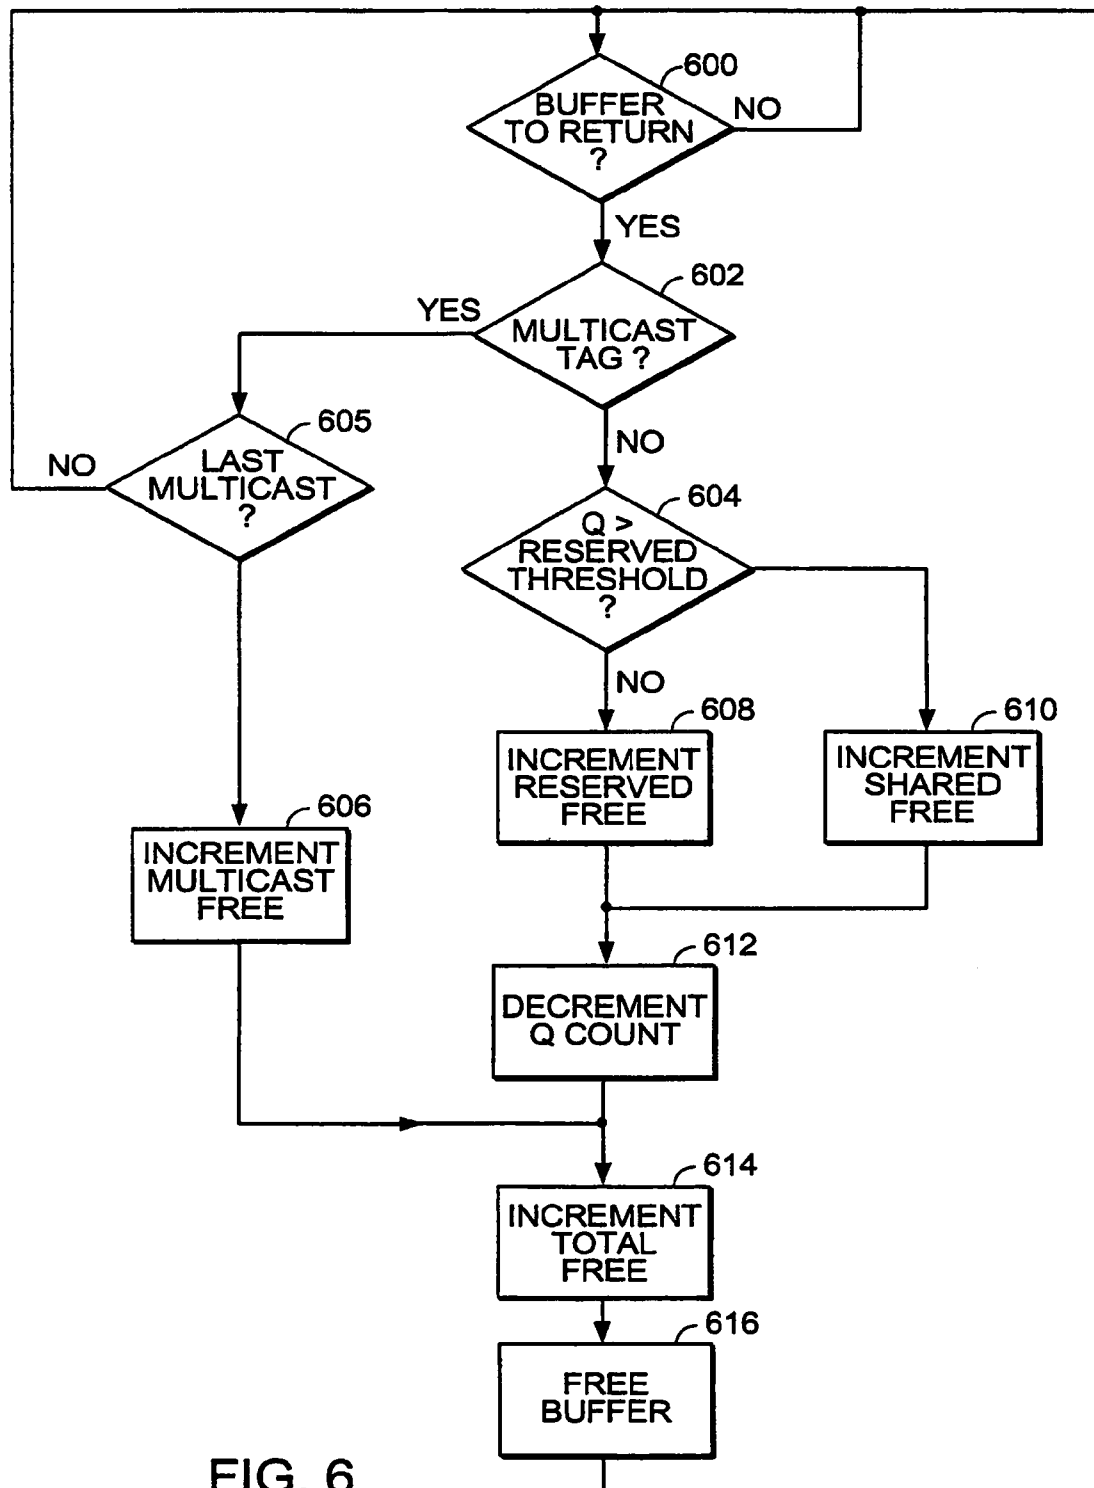 600
BUFFER
TO RETURN
?
NO
YES
602
MULTICAST
TAG ?
YES
NO
605
LAST
MULTICAST
?
NO
604
Q >
RESERVED
THRESHOLD
?
NO
608
INCREMENT
RESERVED
FREE
610
INCREMENT
SHARED
FREE
606
INCREMENT
MULTICAST
FREE
612
DECREMENT
Q COUNT
614
INCREMENT
TOTAL
FREE
616
FREE
BUFFER
FIG. 6